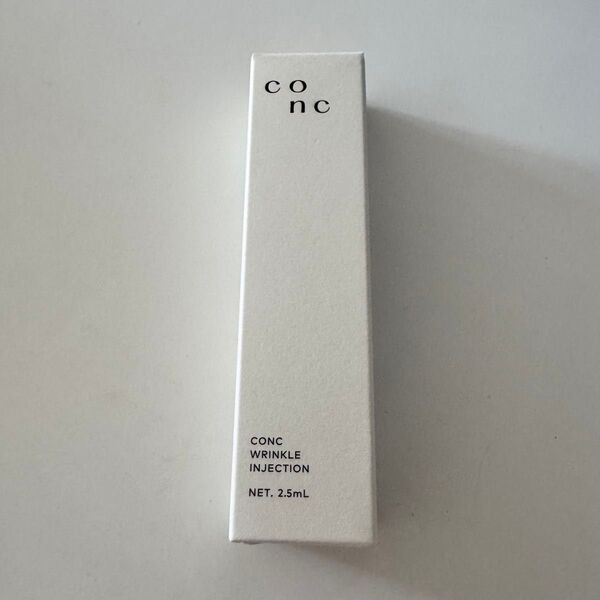 co
nc
CONC
WRINKLE
INJECTION
NET. 2.5mL